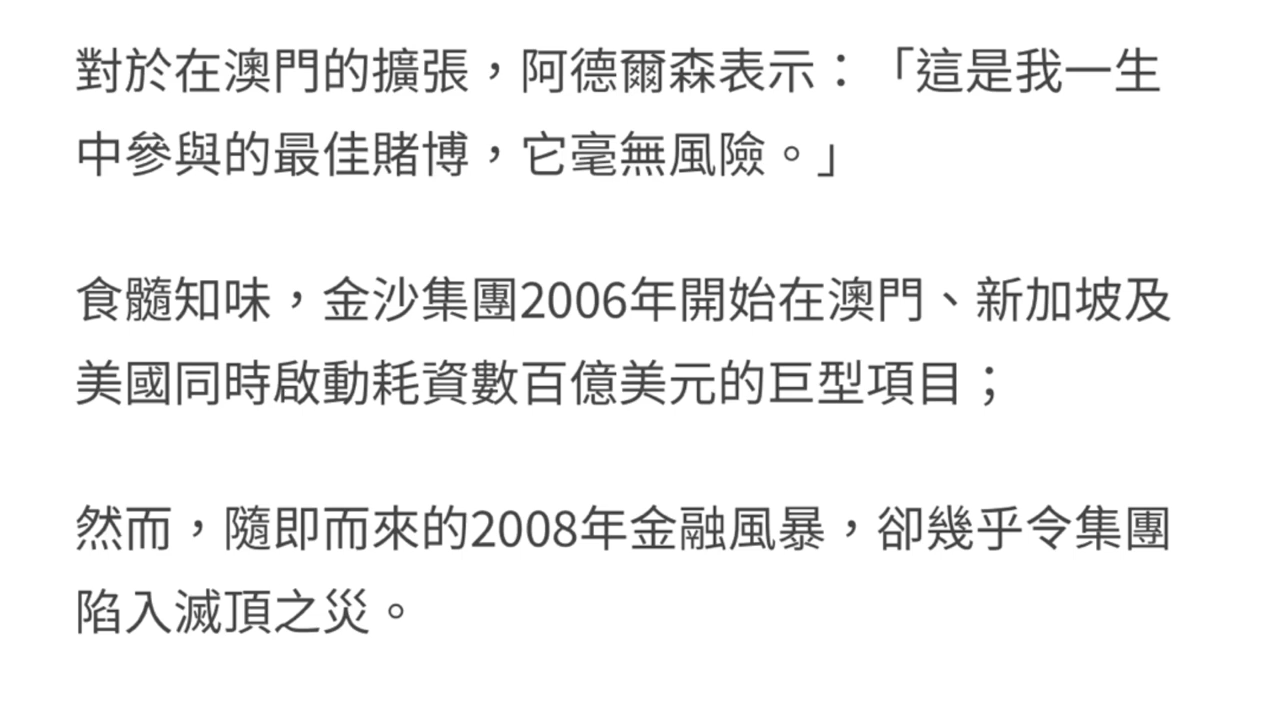 對於在澳門的擴張，阿德爾森表示：「這是我一生
中參與的最佳賭博，它毫無風險。」
食髓知味，金沙集團2006年開始在澳門、新加坡及
美國同時啟動耗資數百億美元的巨型項目；
然而，隨即而來的2008年金融風暴，卻幾乎令集團
陷入滅頂之災。